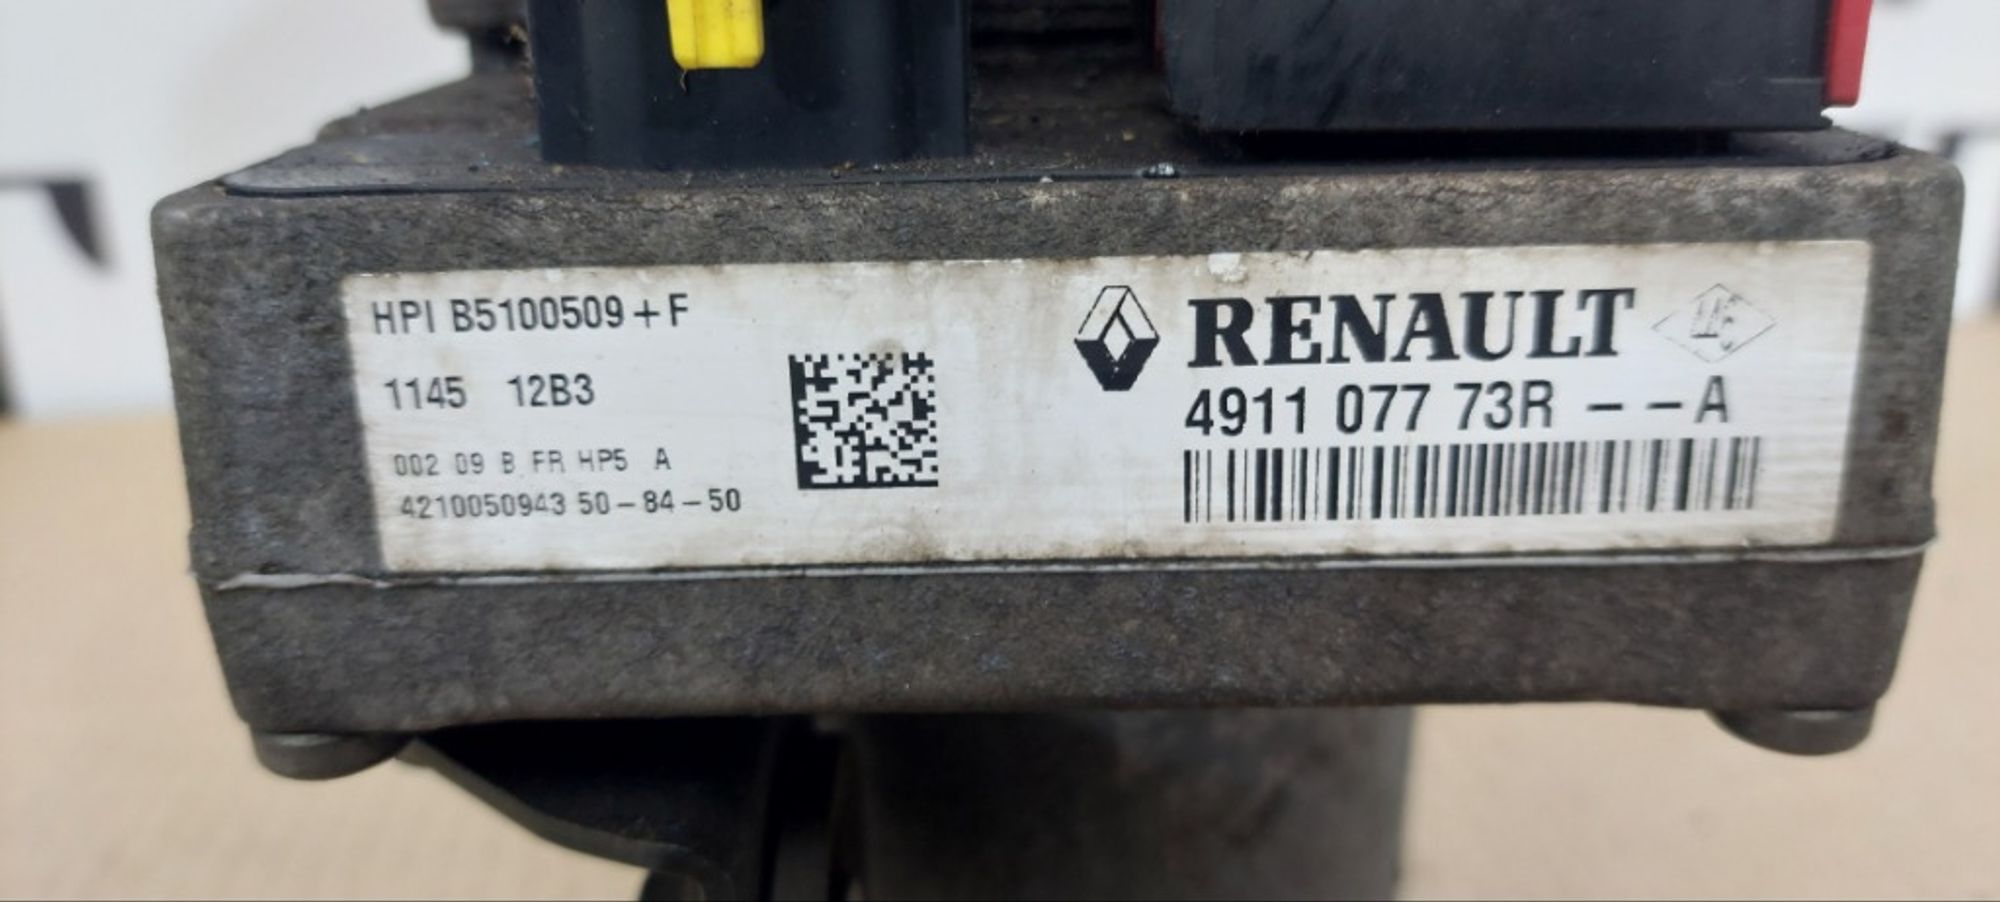 HPI B5100509+F
1145 12B3
002 09 B FR HP5 A
4210050943 50-84-50
RENAULT
4911 077 73R --A